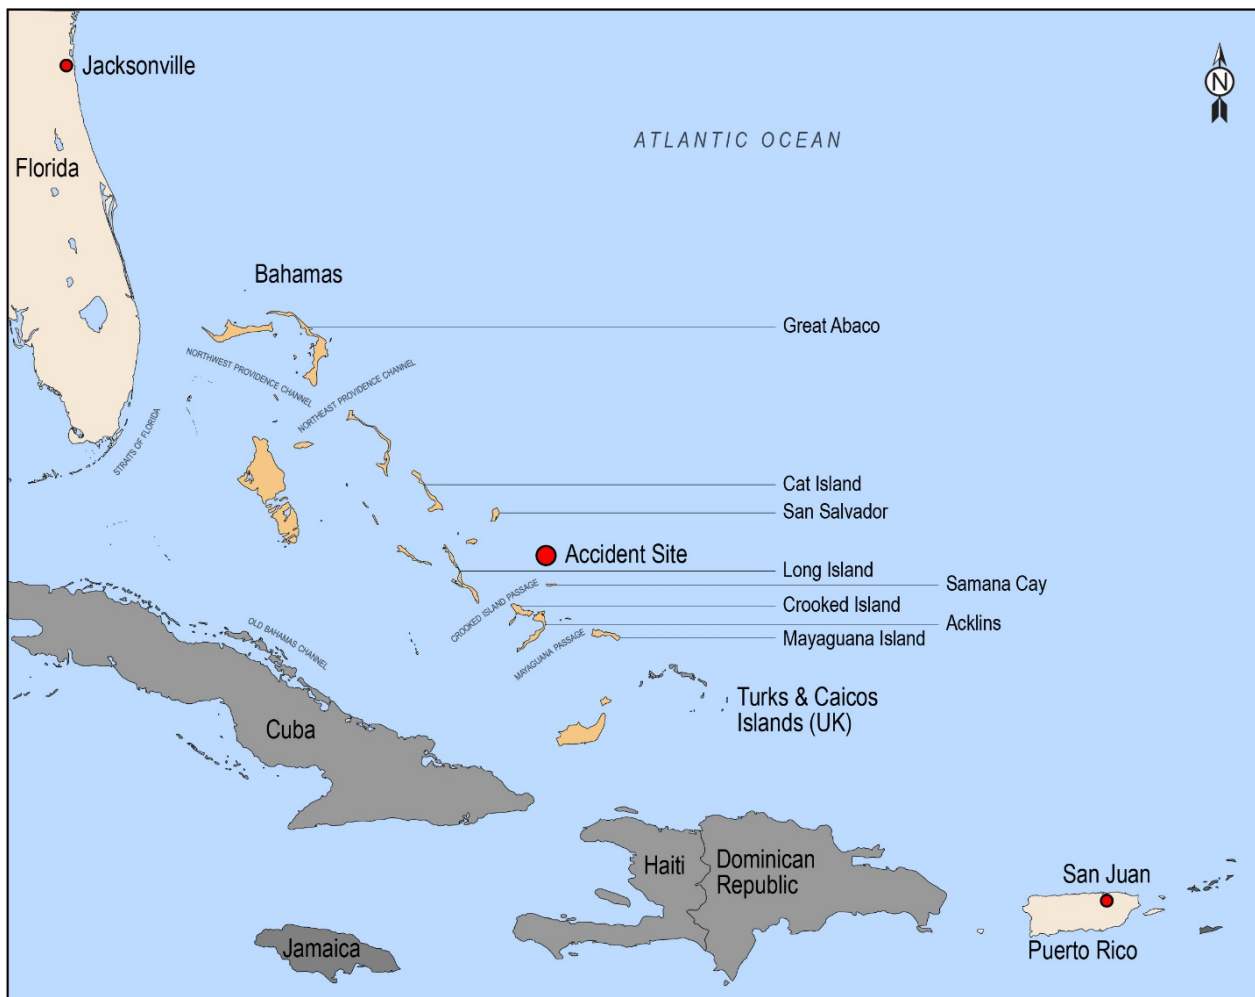 Jacksonville
N
ATLANTIC OCEAN
Florida
Bahamas
Great Abaco
NORTHWEST PROVIDENCE CHANNEL
NORTHEAST PROVIDENCE CHANNEL
STRAITS OF FLORIDA
Cat Island
San Salvador
Accident Site
Long Island
Samana Cay
CROOKED ISLAND PASSAGE
Crooked Island
Acklins
Mayaguana Island
MAYAGUANA PASSAGE
OLD BAHAMAS CHANNEL
Turks & Caicos
Islands (UK)
Cuba
Haiti
Dominican
Republic
San Juan
Jamaica
Puerto Rico